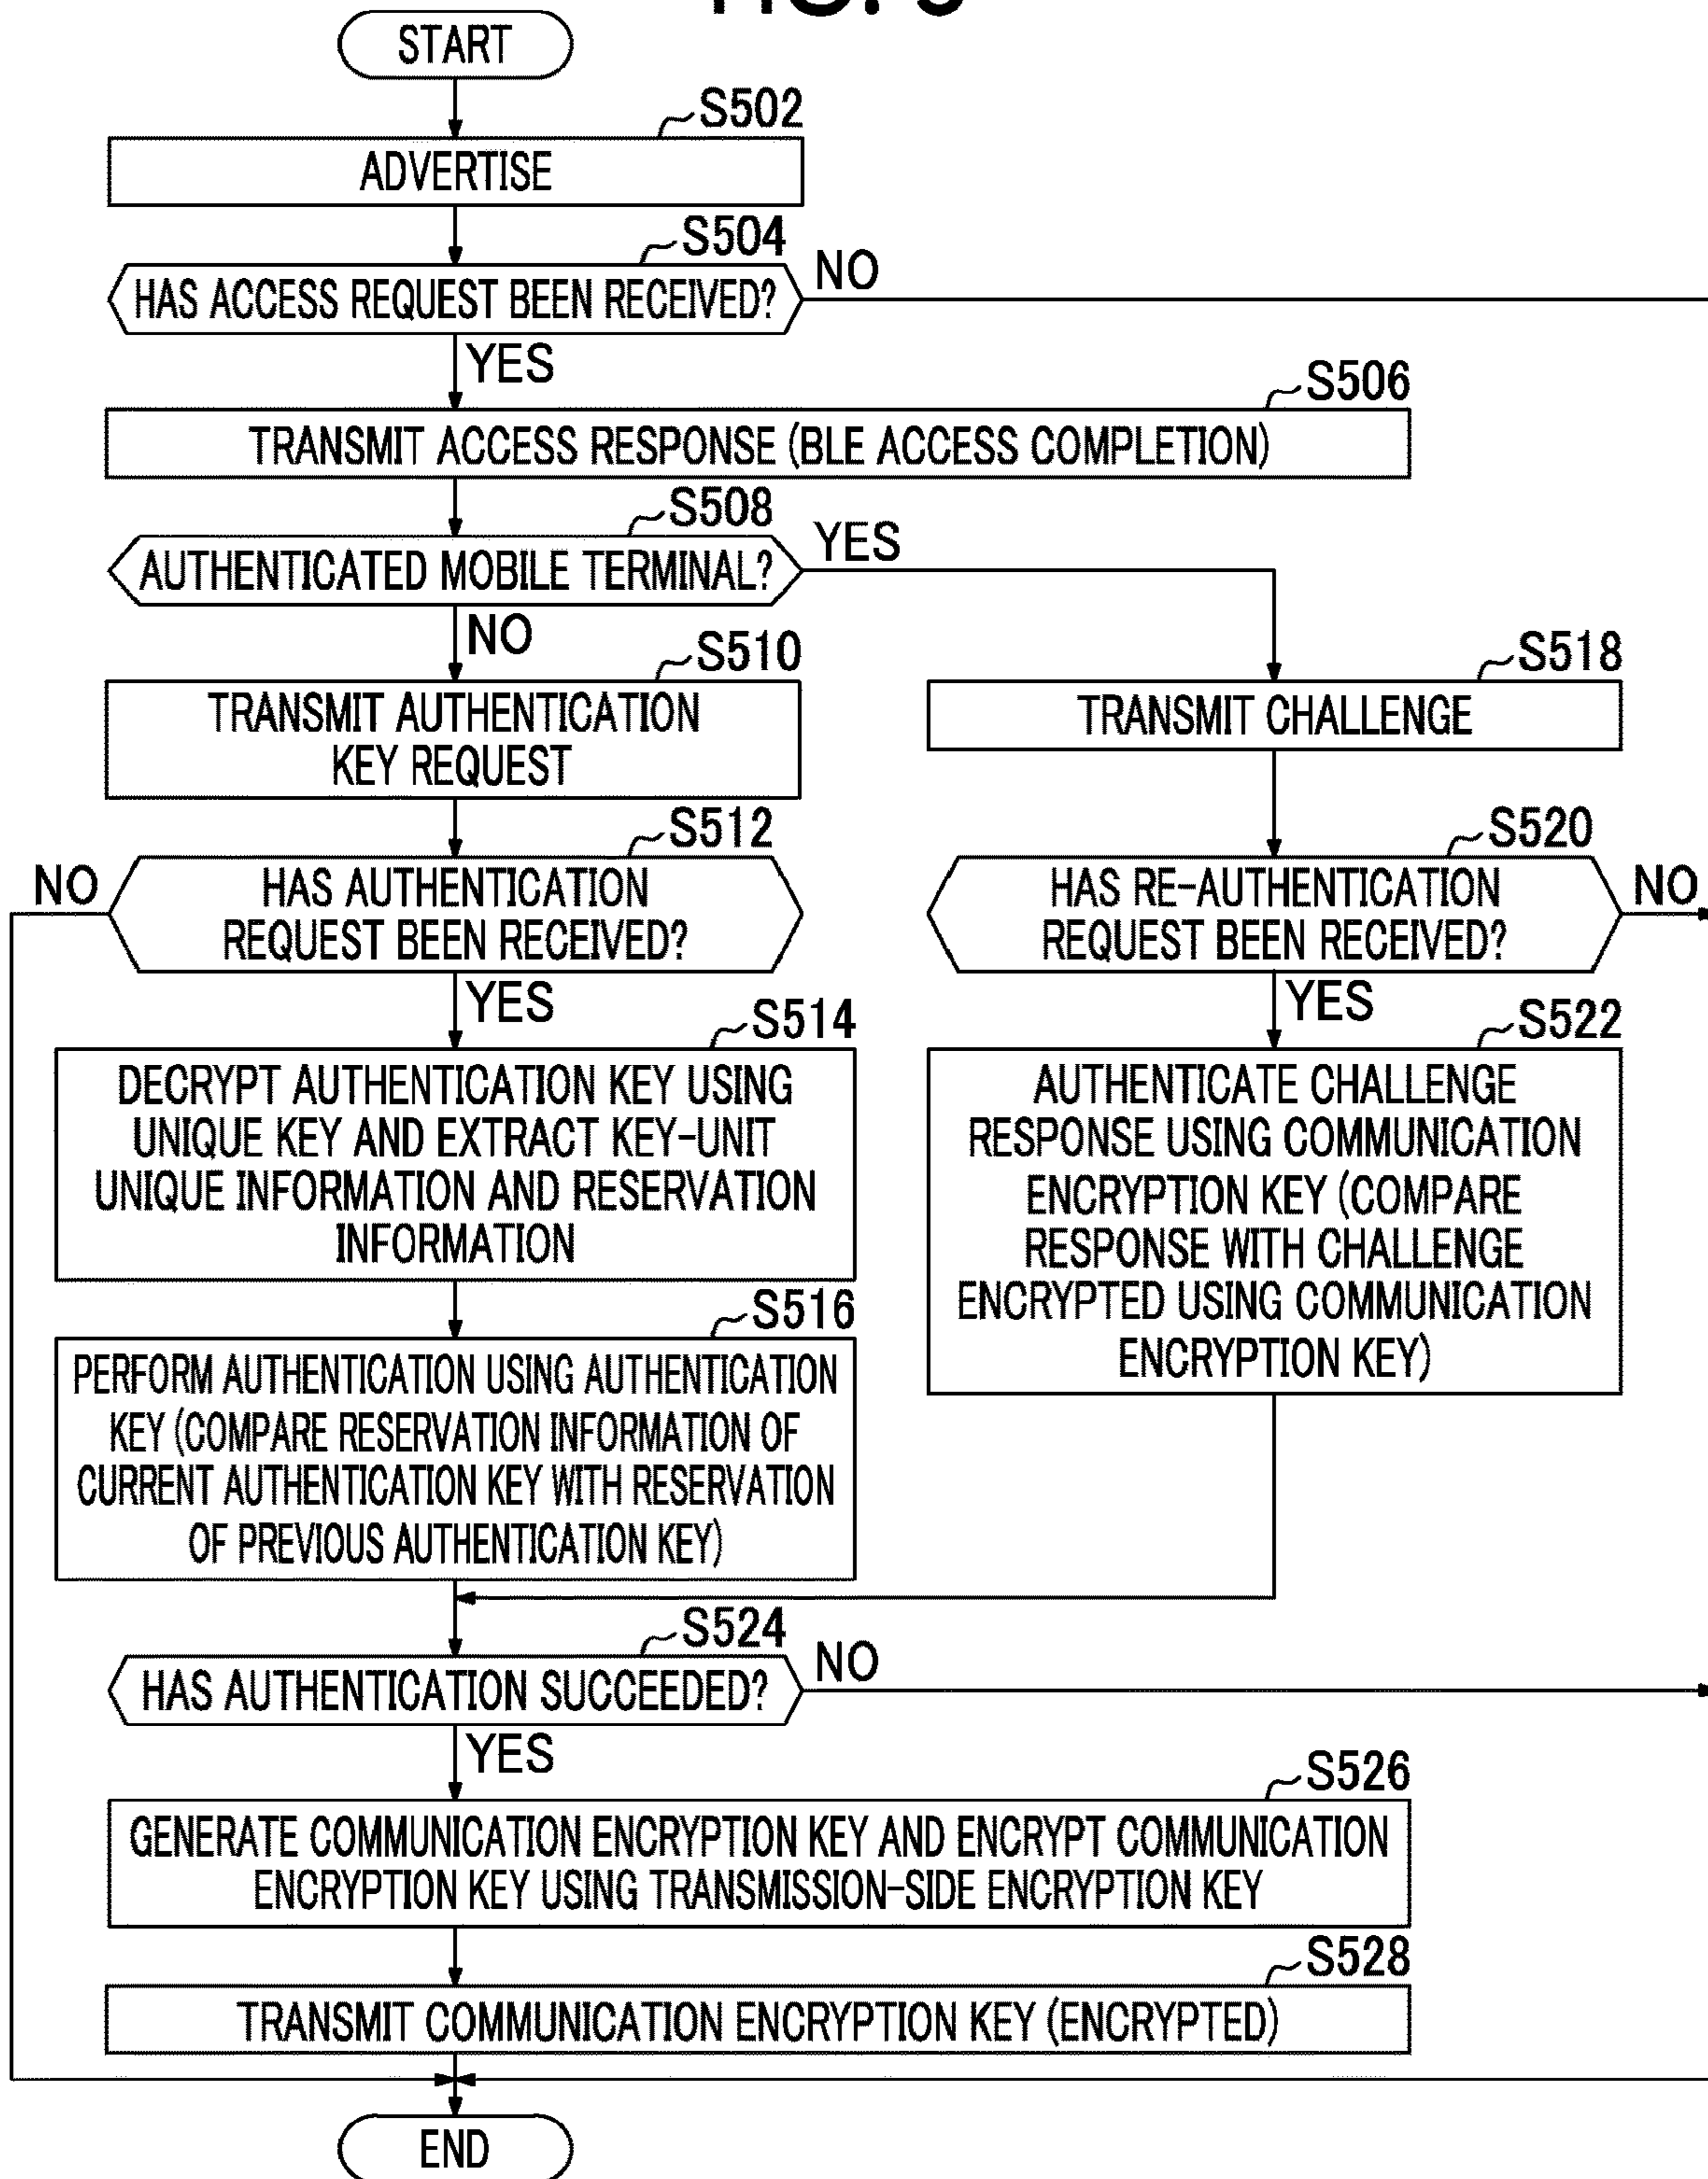 START
S502
ADVERTISE
S504
HAS ACCESS REQUEST BEEN RECEIVED?
NO
YES
S506
TRANSMIT ACCESS RESPONSE (BLE ACCESS COMPLETION)
S508
AUTHENTICATED MOBILE TERMINAL?
YES
NO
S510
TRANSMIT AUTHENTICATION
KEY REQUEST
S518
TRANSMIT CHALLENGE
S512
NO
HAS AUTHENTICATION
REQUEST BEEN RECEIVED?
YES
S520
HAS RE-AUTHENTICATION
REQUEST BEEN RECEIVED?
NO
YES
S514
DECRYPT AUTHENTICATION KEY USING
UNIQUE KEY AND EXTRACT KEY-UNIT
UNIQUE INFORMATION AND RESERVATION
INFORMATION
S522
AUTHENTICATE CHALLENGE
RESPONSE USING COMMUNICATION
ENCRYPTION KEY (COMPARE
RESPONSE WITH CHALLENGE
ENCRYPTED USING COMMUNICATION
ENCRYPTION KEY)
S516
PERFORM AUTHENTICATION USING AUTHENTICATION
KEY (COMPARE RESERVATION INFORMATION OF
CURRENT AUTHENTICATION KEY WITH RESERVATION
OF PREVIOUS AUTHENTICATION KEY)
S524
HAS AUTHENTICATION SUCCEEDED?
NO
YES
S526
GENERATE COMMUNICATION ENCRYPTION KEY AND ENCRYPT COMMUNICATION
ENCRYPTION KEY USING TRANSMISSION-SIDE ENCRYPTION KEY
S528
TRANSMIT COMMUNICATION ENCRYPTION KEY (ENCRYPTED)
END